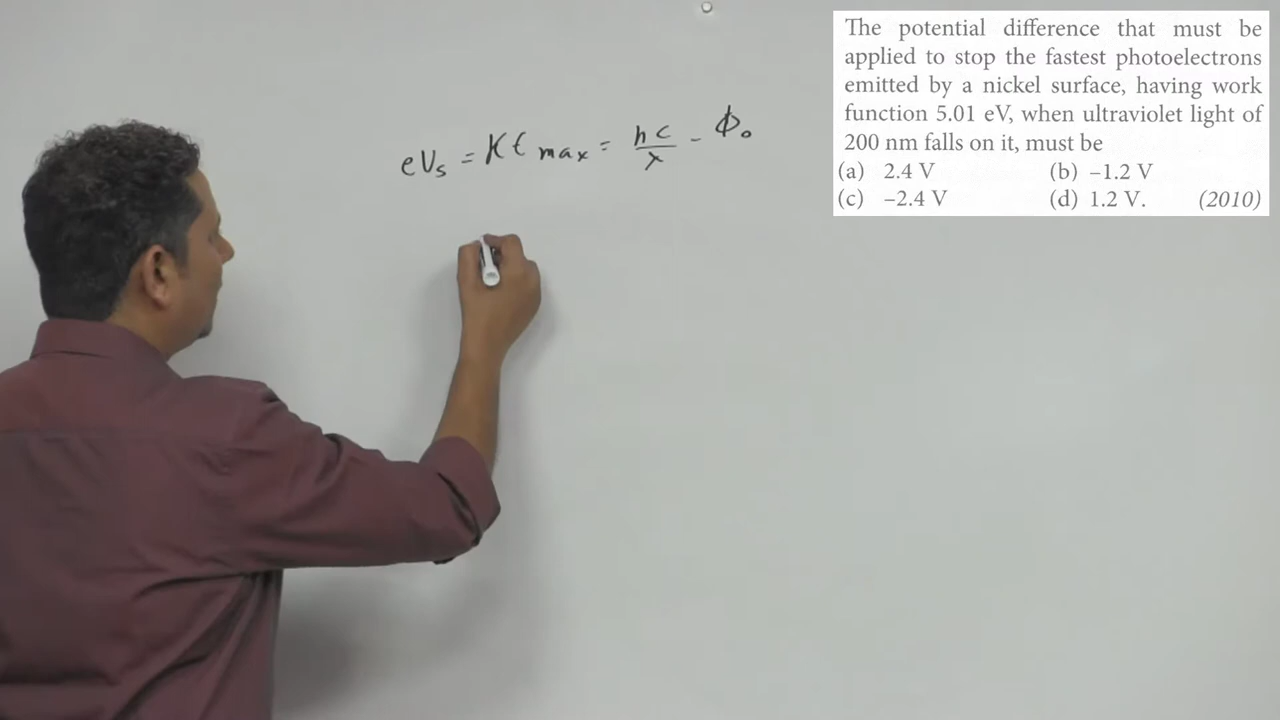 eVs = KE max = hc/λ - Φ₀
The potential difference that must be
applied to stop the fastest photoelectrons
emitted by a nickel surface, having work
function 5.01 eV, when ultraviolet light of
200 nm falls on it, must be
(a) 2.4 V (b) –1.2 V
(c) –2.4 V (d) 1.2 V. (2010)